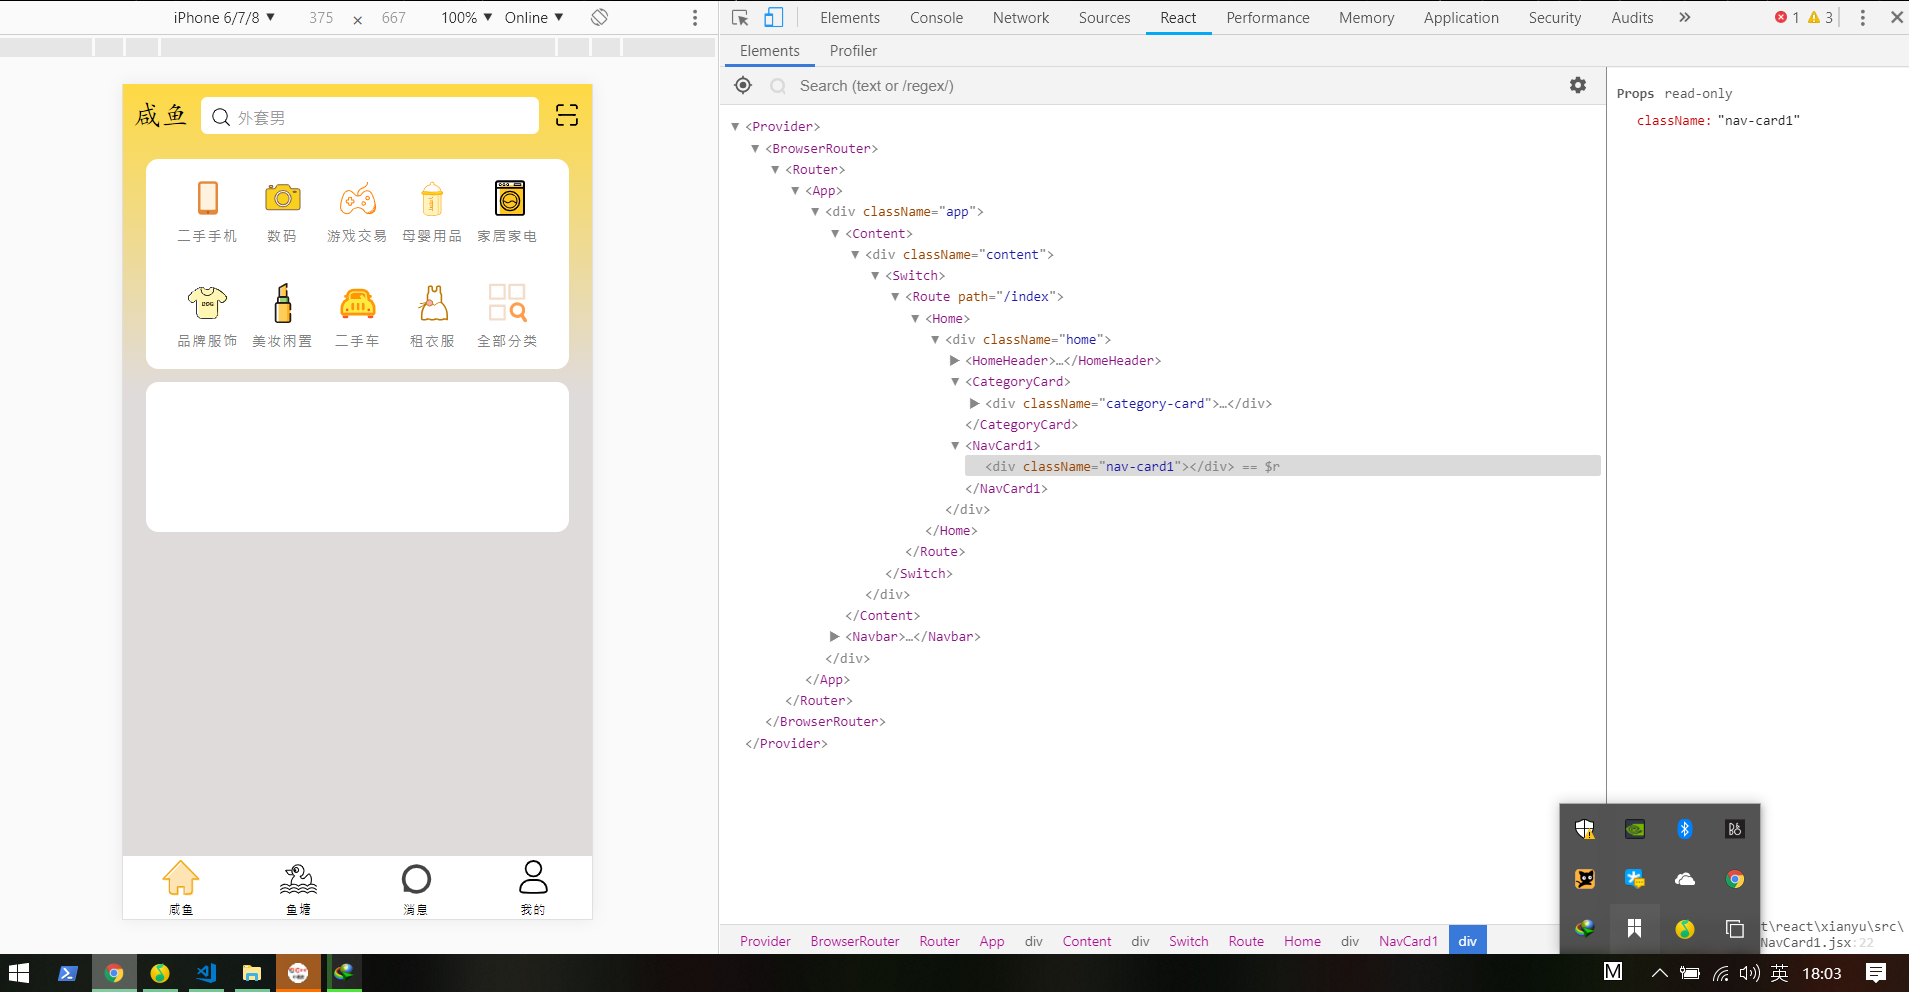 iPhone 6/7/8 ▼ 375 × 667 100% ▼ Online ▼
Elements Console Network Sources React Performance Memory Application Security Audits » 1 3
Elements Profiler
Search (text or /regex/)
Props read-only
className: "nav-card1"
咸鱼
外套男
二手手机 数码 游戏交易 母婴用品 家居家电
DOG
品牌服饰 美妆闲置 二手车 租衣服 全部分类
咸鱼 鱼塘 消息 我的
▼ <Provider>
▼ <BrowserRouter>
▼ <Router>
▼ <App>
▼ <div className="app">
▼ <Content>
▼ <div className="content">
▼ <Switch>
▼ <Route path="/index">
▼ <Home>
▼ <div className="home">
▶ <HomeHeader>…</HomeHeader>
▼ <CategoryCard>
▶ <div className="category-card">…</div>
</CategoryCard>
▼ <NavCard1>
<div className="nav-card1"></div> == $r
</NavCard1>
</div>
</Home>
</Route>
</Switch>
</div>
</Content>
▶ <Navbar>…</Navbar>
</div>
</App>
</Router>
</BrowserRouter>
</Provider>
Provider BrowserRouter Router App div Content div Switch Route Home div NavCard1 div
t\react\xianyu\src\
NavCard1.jsx:22
M 英 18:03